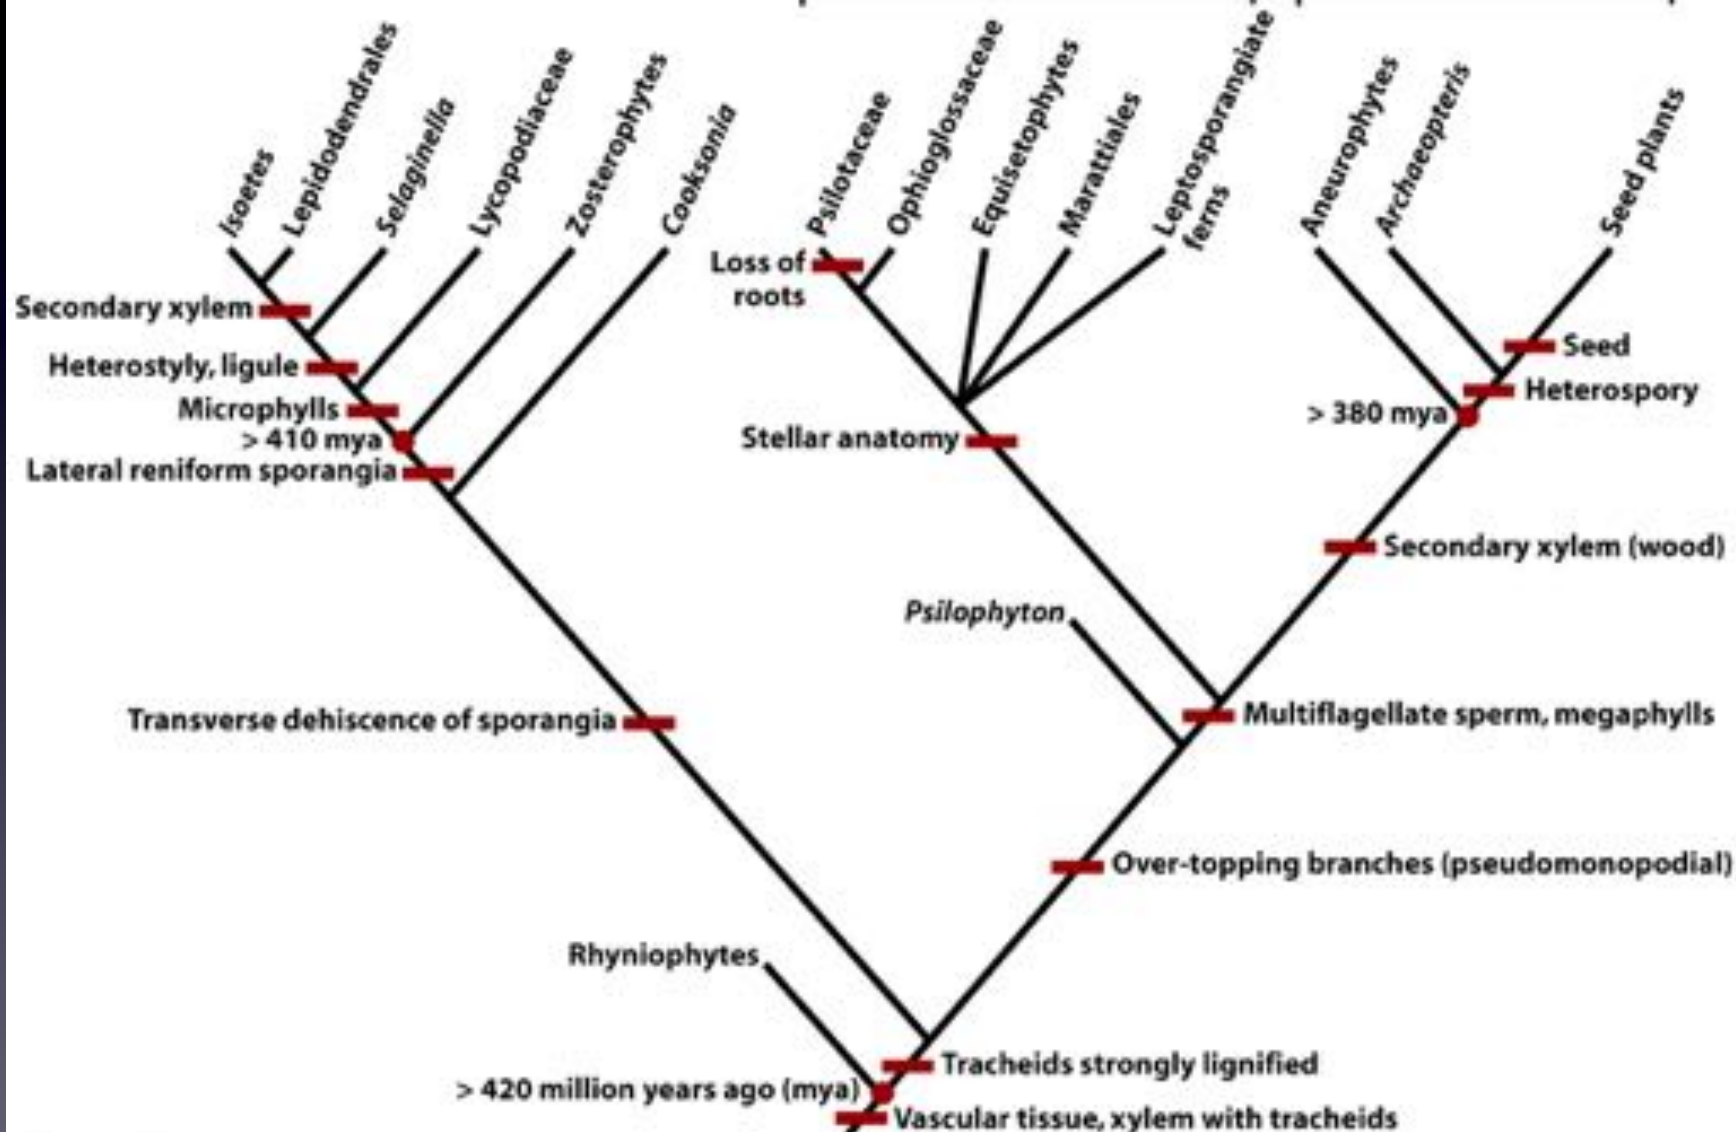 Isoetes
Lepidodendrales
Selaginella
Lycopodiaceae
Zosterophytes
Cooksonia
Psilotaceae
Ophioglossaceae
Equisetophytes
Marattiales
Leptosporangiate
ferns
Aneurophytes
Archaeopteris
Seed plants
Loss of
roots
Secondary xylem
Seed
Heterostyly, ligule
Heterospory
Microphylls
> 380 mya
> 410 mya
Stellar anatomy
Lateral reniform sporangia
Secondary xylem (wood)
Psilophyton
Transverse dehiscence of sporangia
Multiflagellate sperm, megaphylls
Over-topping branches (pseudomonopodial)
Rhyniophytes
Tracheids strongly lignified
> 420 million years ago (mya)
Vascular tissue, xylem with tracheids